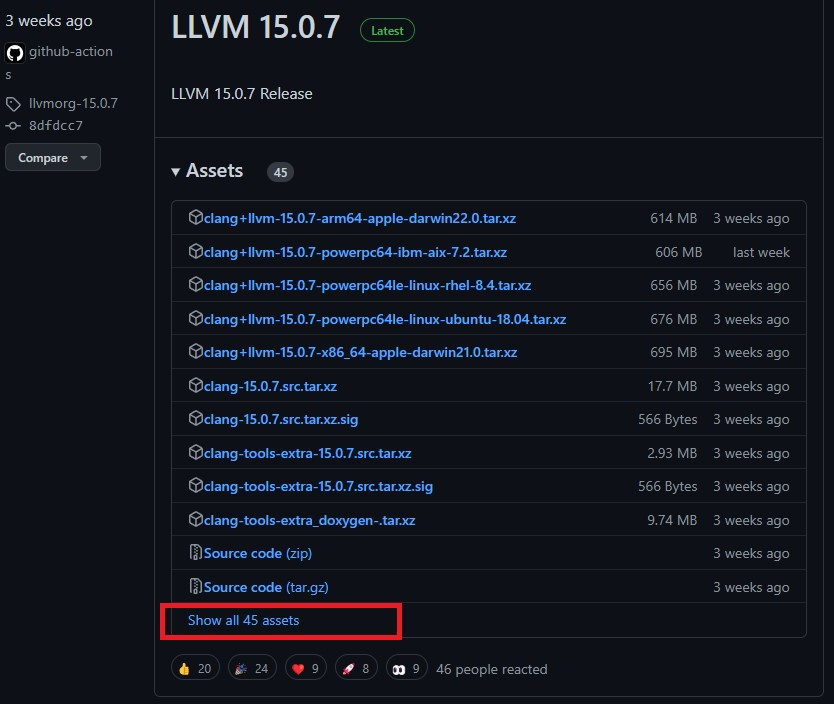 3 weeks ago
github-action
s
llvmorg-15.0.7
8dfdcc7
Compare
LLVM 15.0.7 Latest
LLVM 15.0.7 Release
Assets 45
clang+llvm-15.0.7-arm64-apple-darwin22.0.tar.xz 614 MB 3 weeks ago
clang+llvm-15.0.7-powerpc64-ibm-aix-7.2.tar.xz 606 MB last week
clang+llvm-15.0.7-powerpc64le-linux-rhel-8.4.tar.xz 656 MB 3 weeks ago
clang+llvm-15.0.7-powerpc64le-linux-ubuntu-18.04.tar.xz 676 MB 3 weeks ago
clang+llvm-15.0.7-x86_64-apple-darwin21.0.tar.xz 695 MB 3 weeks ago
clang-15.0.7.src.tar.xz 17.7 MB 3 weeks ago
clang-15.0.7.src.tar.xz.sig 566 Bytes 3 weeks ago
clang-tools-extra-15.0.7.src.tar.xz 2.93 MB 3 weeks ago
clang-tools-extra-15.0.7.src.tar.xz.sig 566 Bytes 3 weeks ago
clang-tools-extra_doxygen-.tar.xz 9.74 MB 3 weeks ago
Source code (zip) 3 weeks ago
Source code (tar.gz) 3 weeks ago
Show all 45 assets
👍 20 🎉 24 ❤️ 9 🚀 8 👀 9 46 people reacted